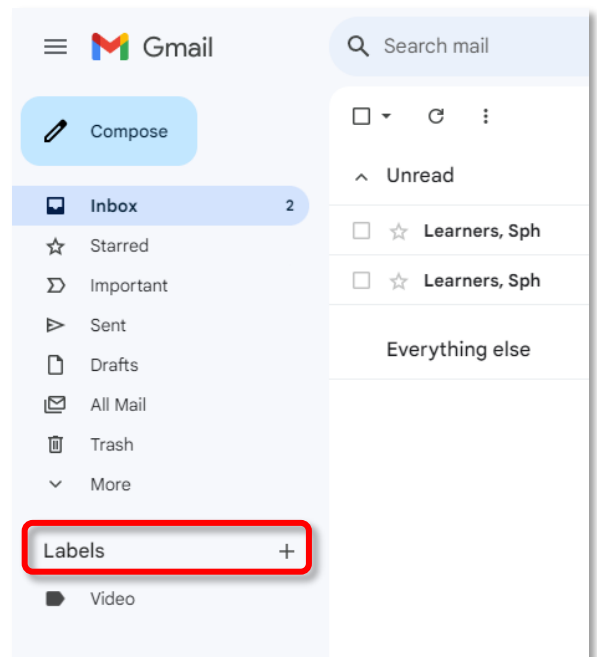 Gmail
Search mail
Compose
Unread
Inbox 2
Learners, Sph
Starred
Important
Learners, Sph
Sent
Everything else
Drafts
All Mail
Trash
More
Labels +
Video